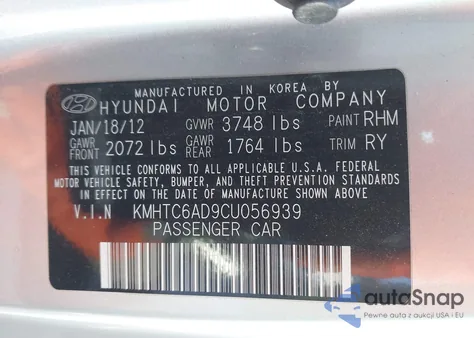 MANUFACTURED IN KOREA BY
HYUNDAI MOTOR COMPANY
JAN/18/12 GVWR 3748 lbs PAINT RHM
GAWR FRONT 2072 lbs GAWR REAR 1764 lbs TRIM RY
THIS VEHICLE CONFORMS TO ALL APPLICABLE U.S.A. FEDERAL
MOTOR VEHICLE SAFETY, BUMPER, AND THEFT PREVENTION STANDARDS
IN EFFECT ON THE DATE OF MANUFACTURE SHOWN ABOVE.
V.I.N KMHTC6AD9CU056939
PASSENGER CAR
autoSnap
Pewne auta z aukcji USA i EU